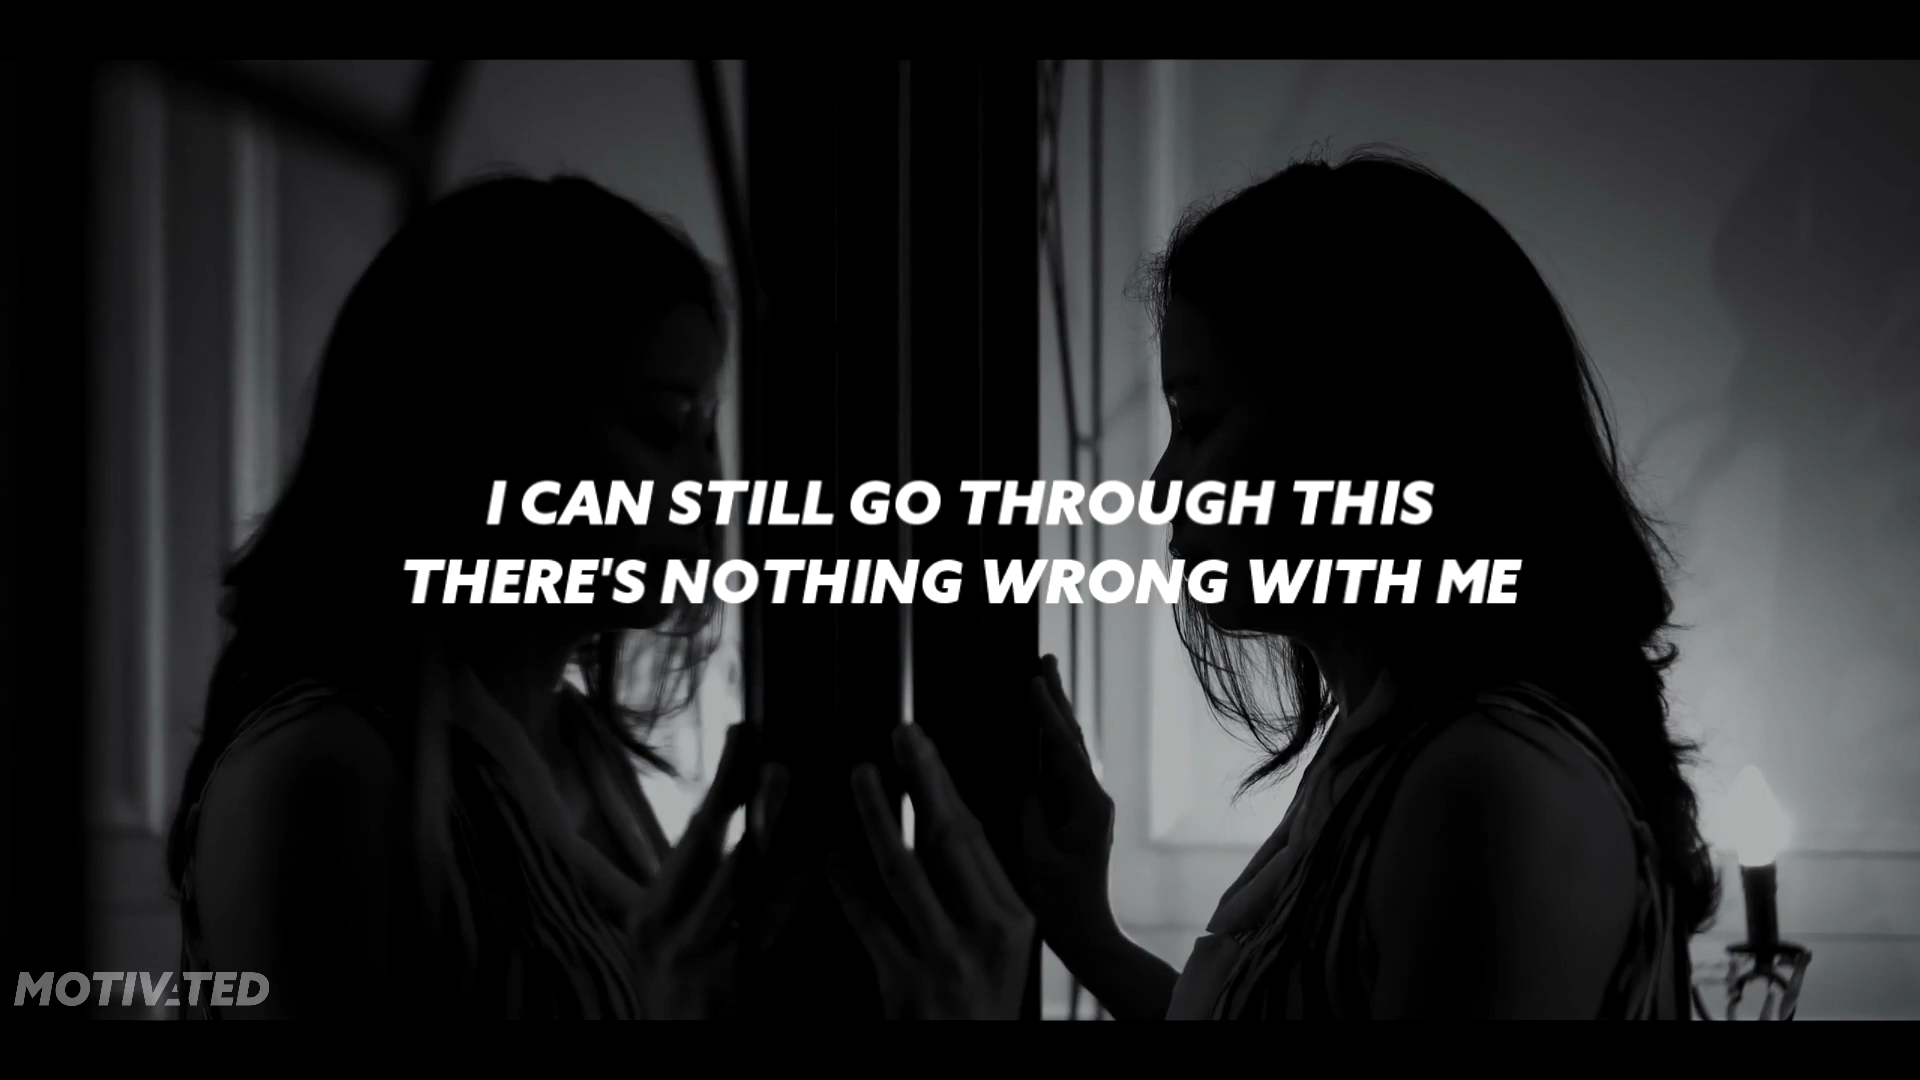 I CAN STILL GO THROUGH THIS
THERE'S NOTHING WRONG WITH ME
MOTIVATED